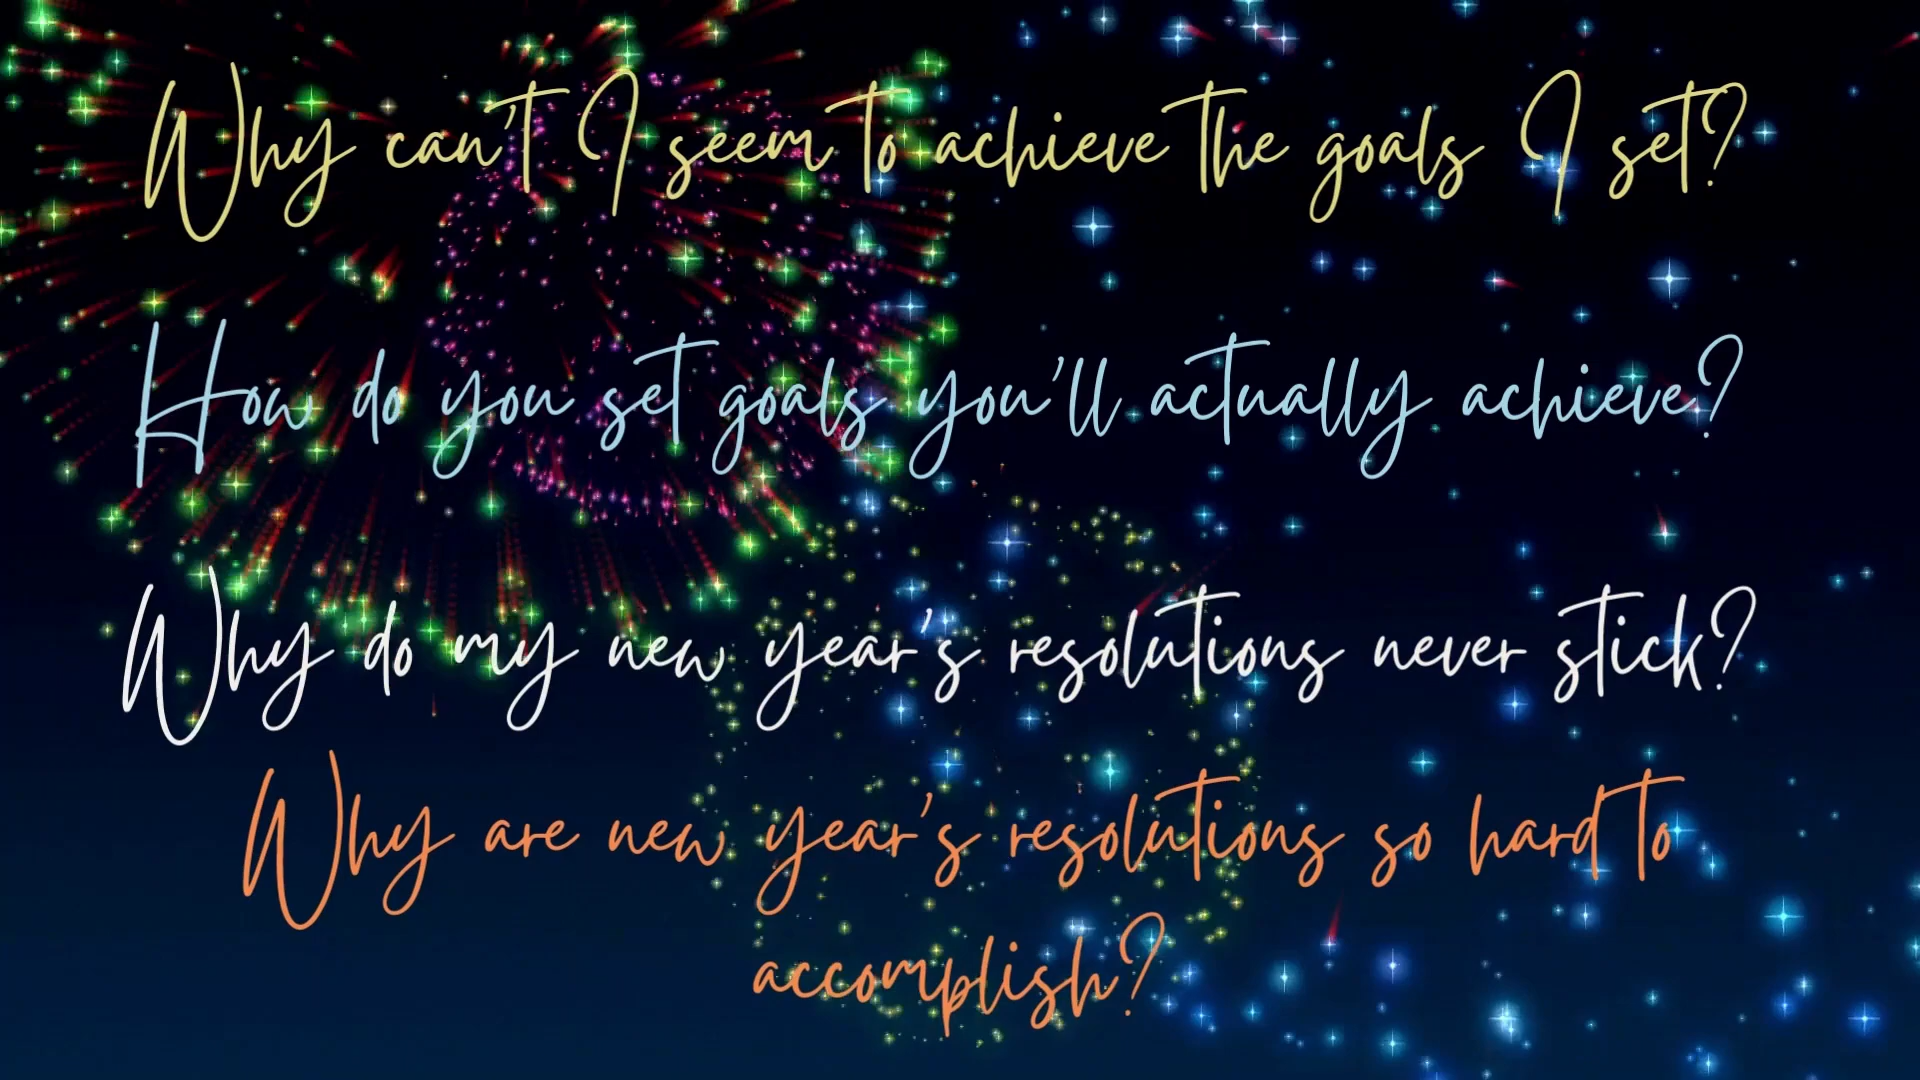 Why can't I seem to achieve the goals I set?
How do you set goals you'll actually achieve?
Why do my new year's resolutions never stick?
Why are new year's resolutions so hard to
accomplish?